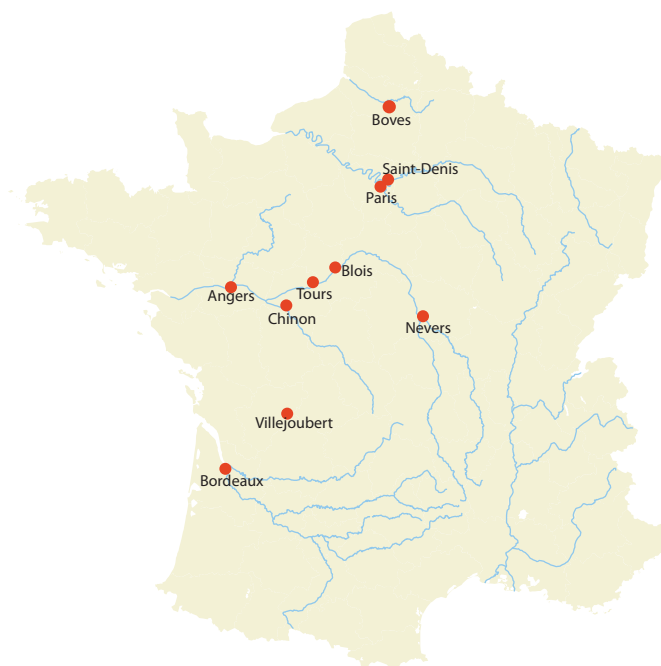 Boves
Saint-Denis
Paris
Blois
Angers
Tours
Chinon
Nevers
Villejoubert
Bordeaux